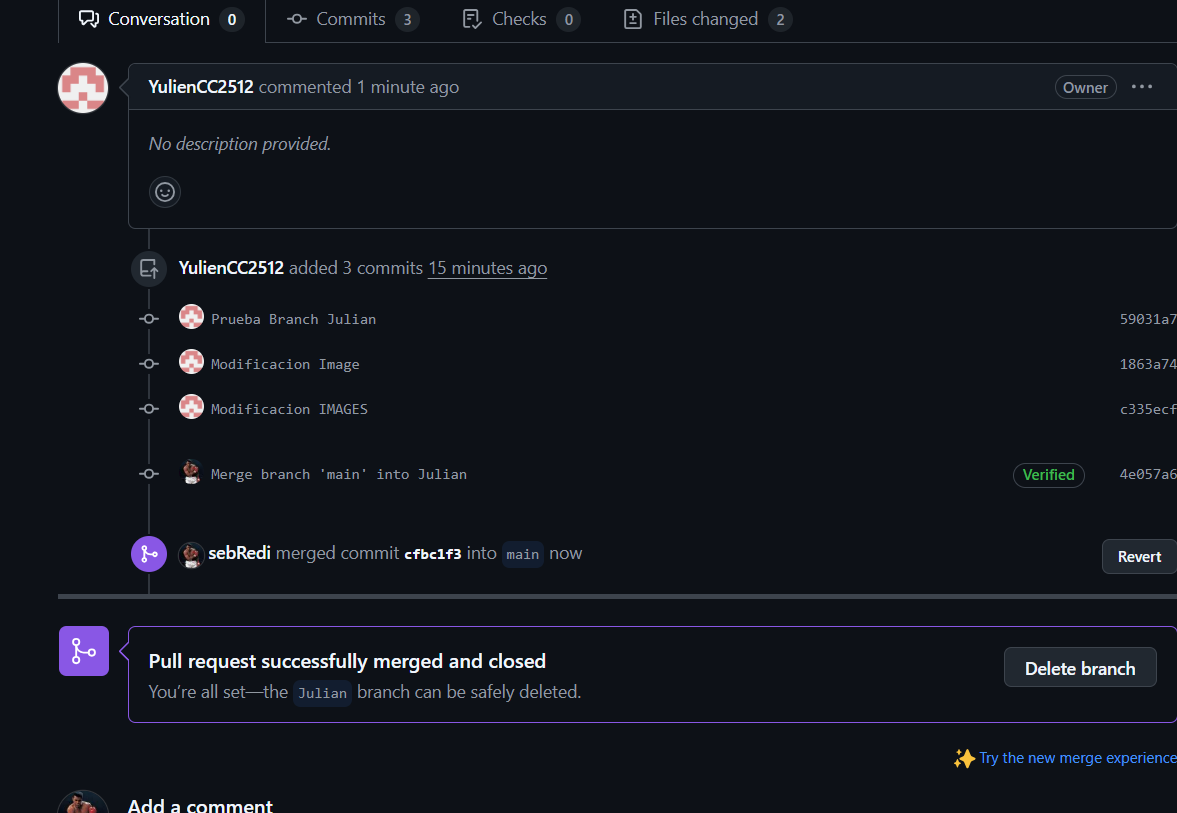 Conversation 0 Commits 3 Checks 0 Files changed 2
YulienCC2512 commented 1 minute ago Owner ...
No description provided.
YulienCC2512 added 3 commits 15 minutes ago
Prueba Branch Julian 59031a7
Modificacion Image 1863a74
Modificacion IMAGES c335ecf
Merge branch 'main' into Julian Verified 4e057a6
sebRedi merged commit cfbc1f3 into main now Revert
Pull request successfully merged and closed
You're all set—the Julian branch can be safely deleted. Delete branch
Try the new merge experience
Add a comment